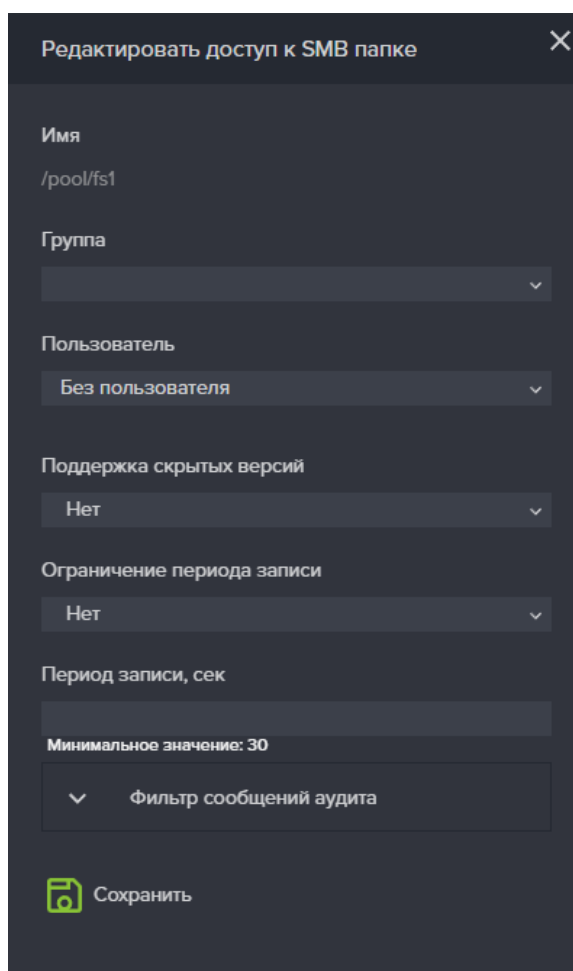 Редактировать доступ к SMB папке
Имя
/pool/fs1
Группа
Пользователь
Без пользователя
Поддержка скрытых версий
Нет
Ограничение периода записи
Нет
Период записи, сек
Минимальное значение: 30
Фильтр сообщений аудита
Сохранить